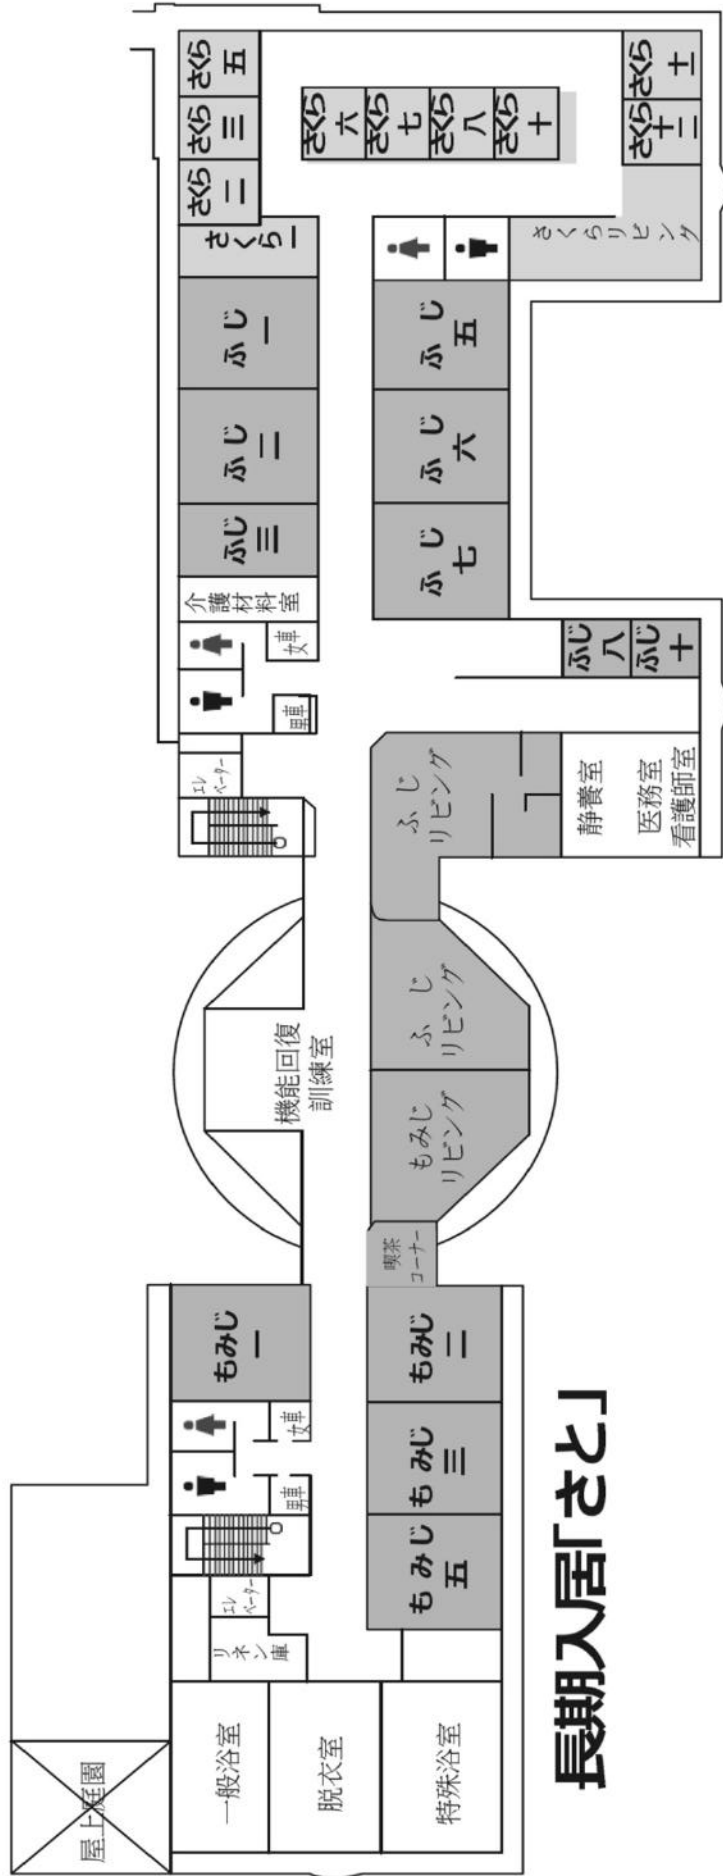 屋上庭園
一般浴室
脱衣室
特殊浴室
リネン庫
エレ
ベーター
男車
女車
もみじ
一
もみじ
五
もみじ
三
もみじ
二
喫茶
コーナー
機能回復
訓練室
もみじ
リビング
ふじ
リビング
ふじ
リビング
静養室
医務室
看護師室
エレ
ベーター
男車
女車
介護材料室
ふじ
三
ふじ
二
ふじ
一
ふじ
八
ふじ
十
ふじ
七
ふじ
六
ふじ
五
さくら一
さくら
二
さくら
三
さくら
五
さくら
六
さくら
七
さくら
八
さくら
十
さくらリビング
さくら
十二
さくら
十一
長期入居「さと」